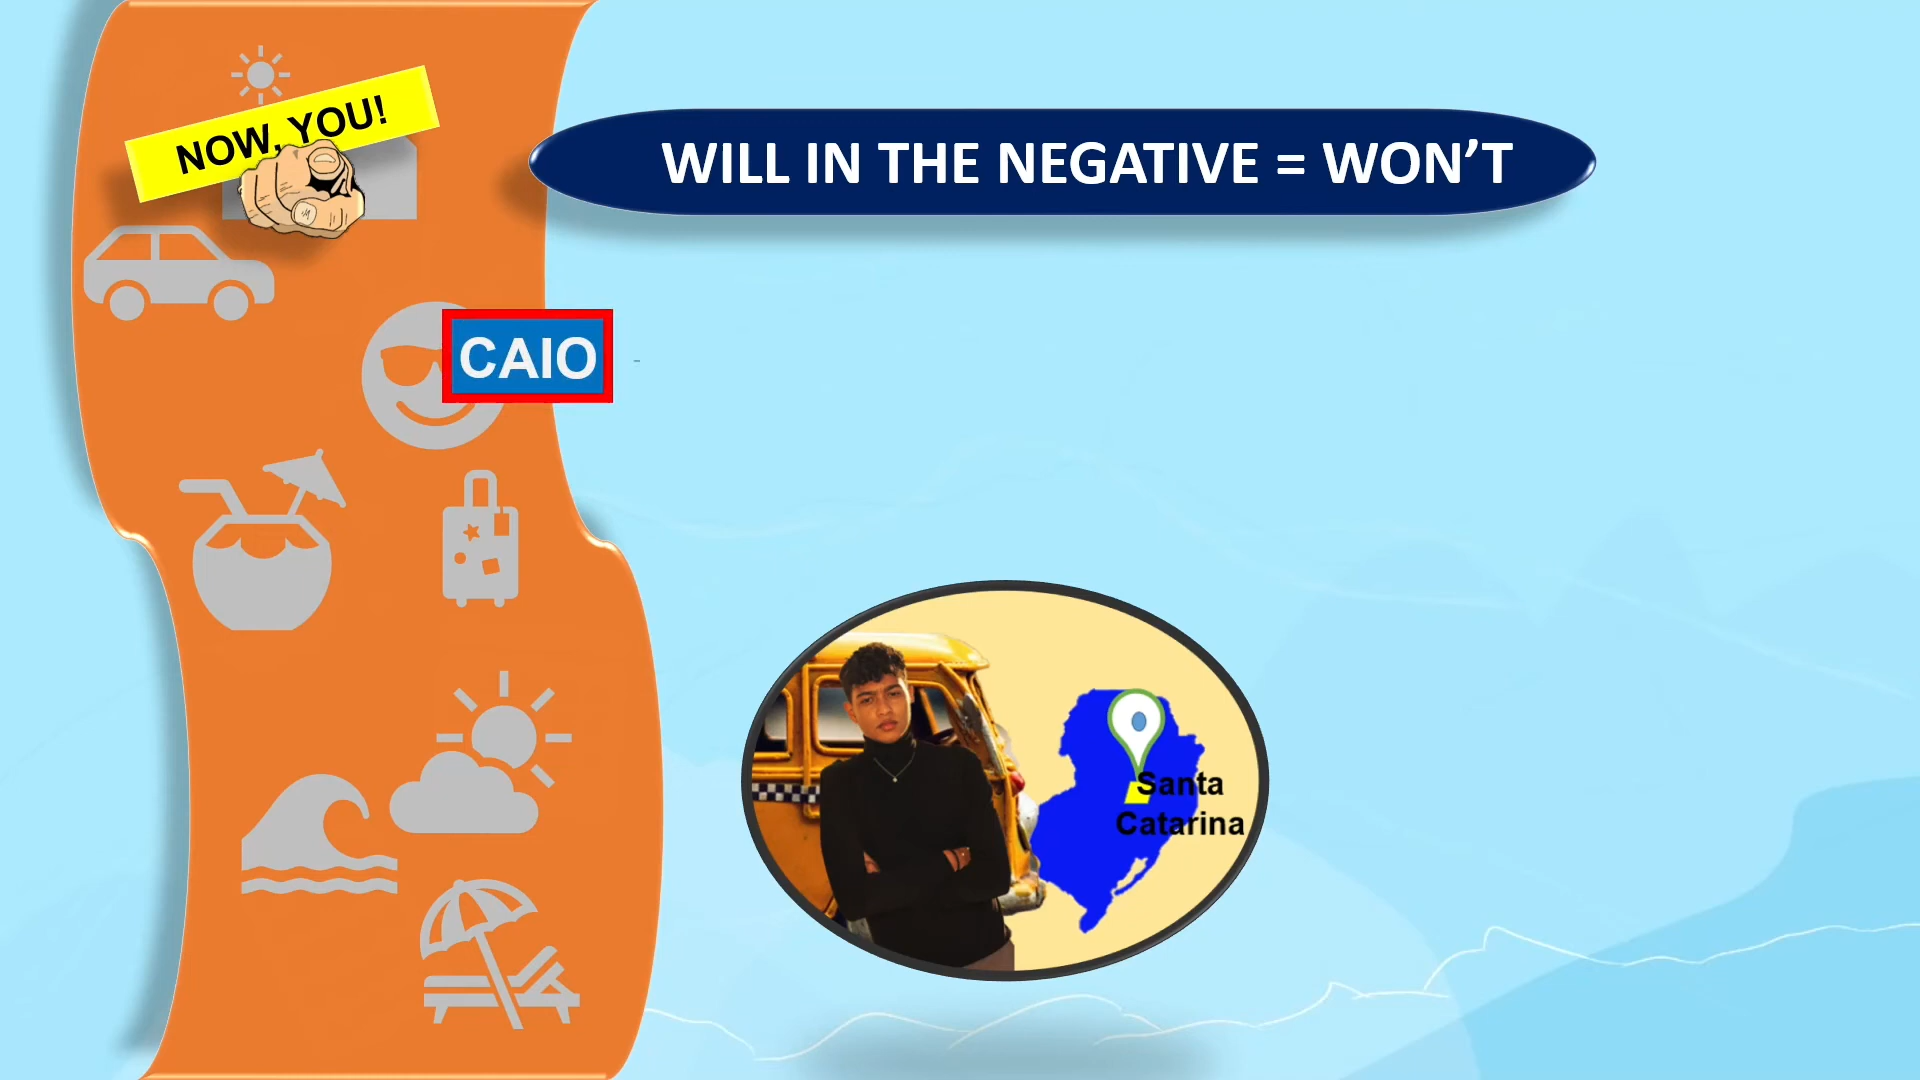 NOW, YOU!
WILL IN THE NEGATIVE = WON’T
CAIO
Santa
Catarina